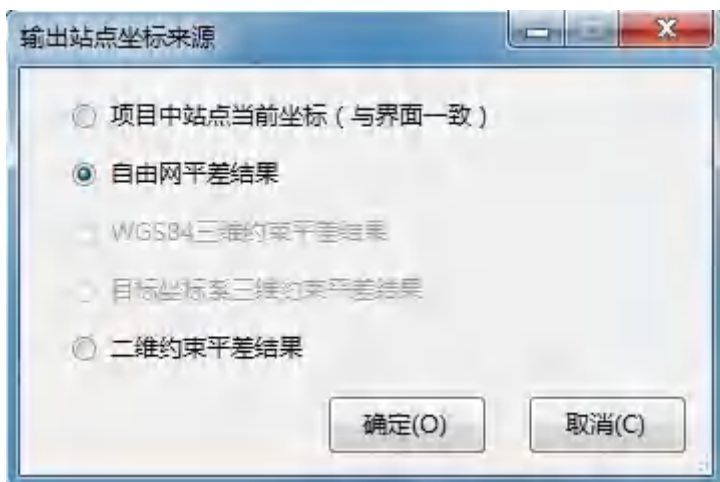 输出站点坐标来源
项目中站点当前坐标（与界面一致）
自由网平差结果
WGS84三维约束平差结果
目标坐标系三维约束平差结果
二维约束平差结果
确定(O)
取消(C)